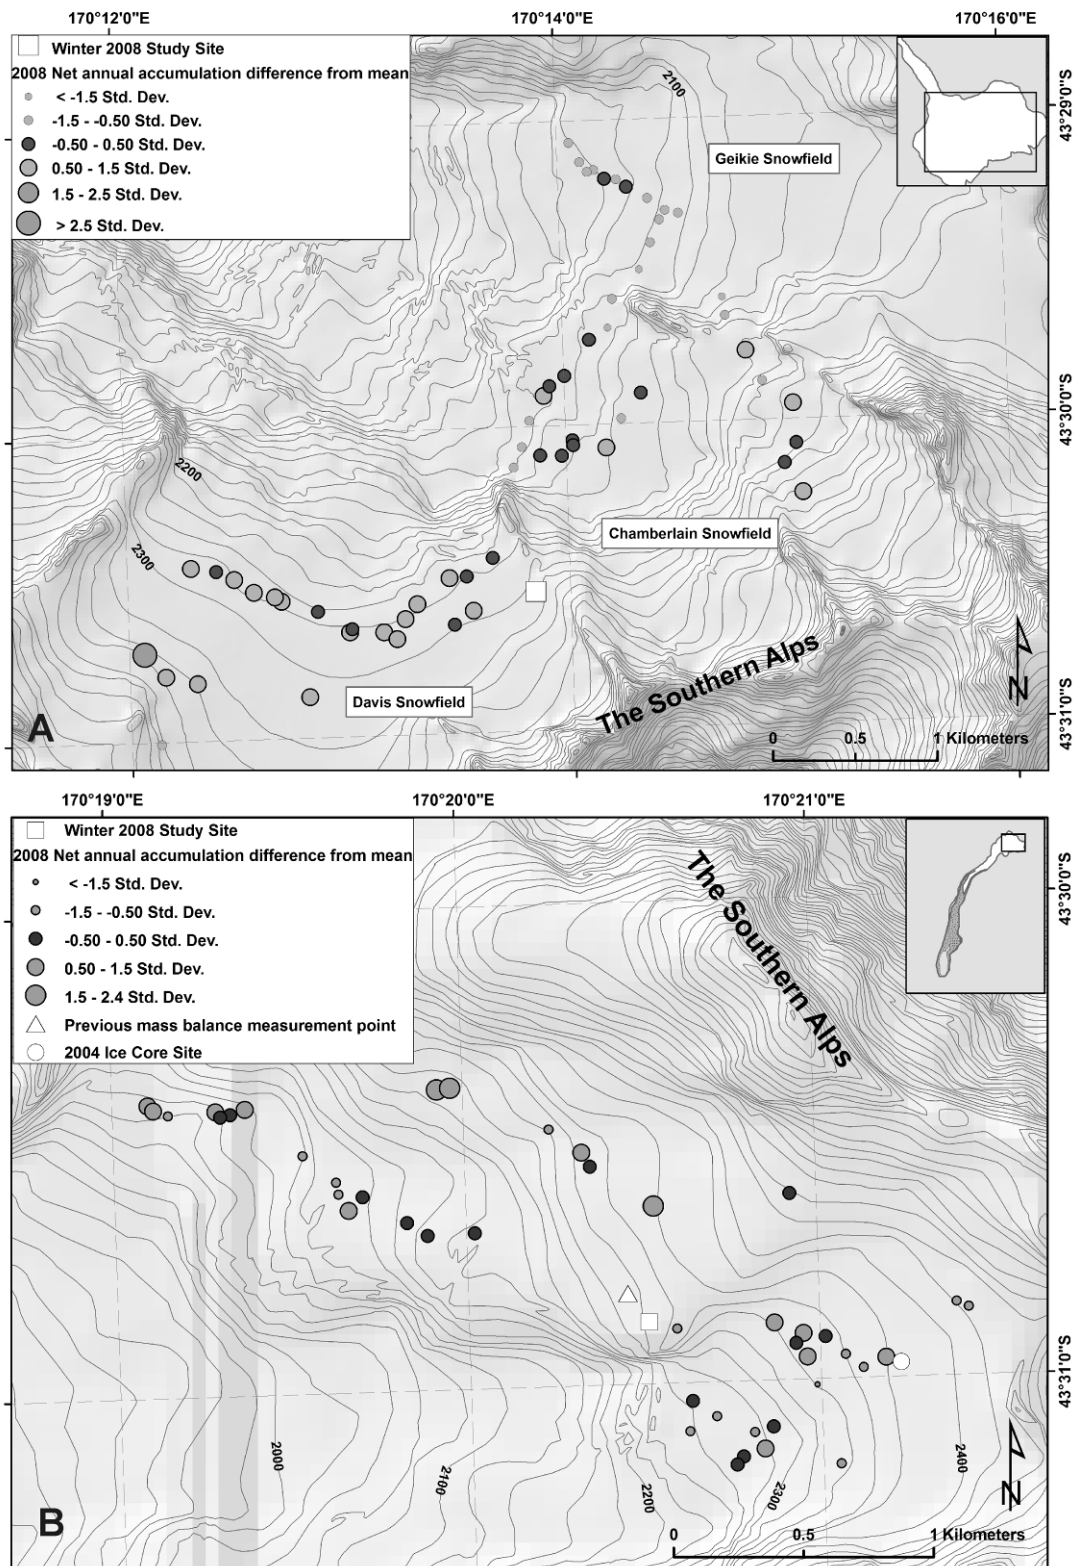 170°12'0"E
170°14'0"E
170°16'0"E
Winter 2008 Study Site
2008 Net annual accumulation difference from mean
< -1.5 Std. Dev.
-1.5 - -0.50 Std. Dev.
-0.50 - 0.50 Std. Dev.
0.50 - 1.5 Std. Dev.
1.5 - 2.5 Std. Dev.
> 2.5 Std. Dev.
2100
43°29'0"S
Geikie Snowfield
43°30'0"S
2200
Chamberlain Snowfield
2300
The Southern Alps
N
Davis Snowfield
43°31'0"S
A
0 0.5 1 Kilometers
170°19'0"E
170°20'0"E
170°21'0"E
Winter 2008 Study Site
2008 Net annual accumulation difference from mean
< -1.5 Std. Dev.
-1.5 - -0.50 Std. Dev.
-0.50 - 0.50 Std. Dev.
0.50 - 1.5 Std. Dev.
1.5 - 2.4 Std. Dev.
Previous mass balance measurement point
2004 Ice Core Site
The Southern Alps
43°30'0"S
43°31'0"S
2000
2100
2200
2300
2400
N
B
0 0.5 1 Kilometers